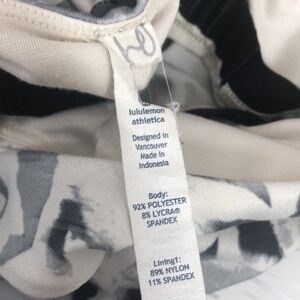 lululemon
athletica
Designed in
Vancouver
Made in
Indonesia
Body:
92% POLYESTER
8% LYCRA®
SPANDEX
Lining1:
89% NYLON
11% SPANDEX